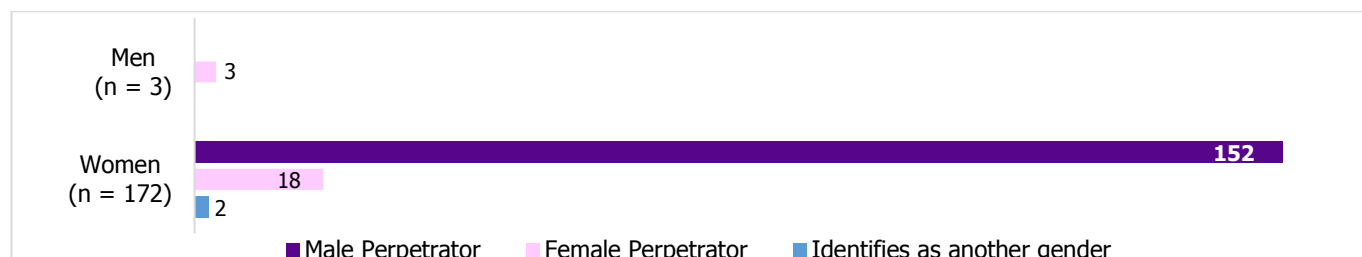 Men
(n = 3)
3
152
Women
(n = 172)
18
2
Male Perpetrator Female Perpetrator Identifies as another gender